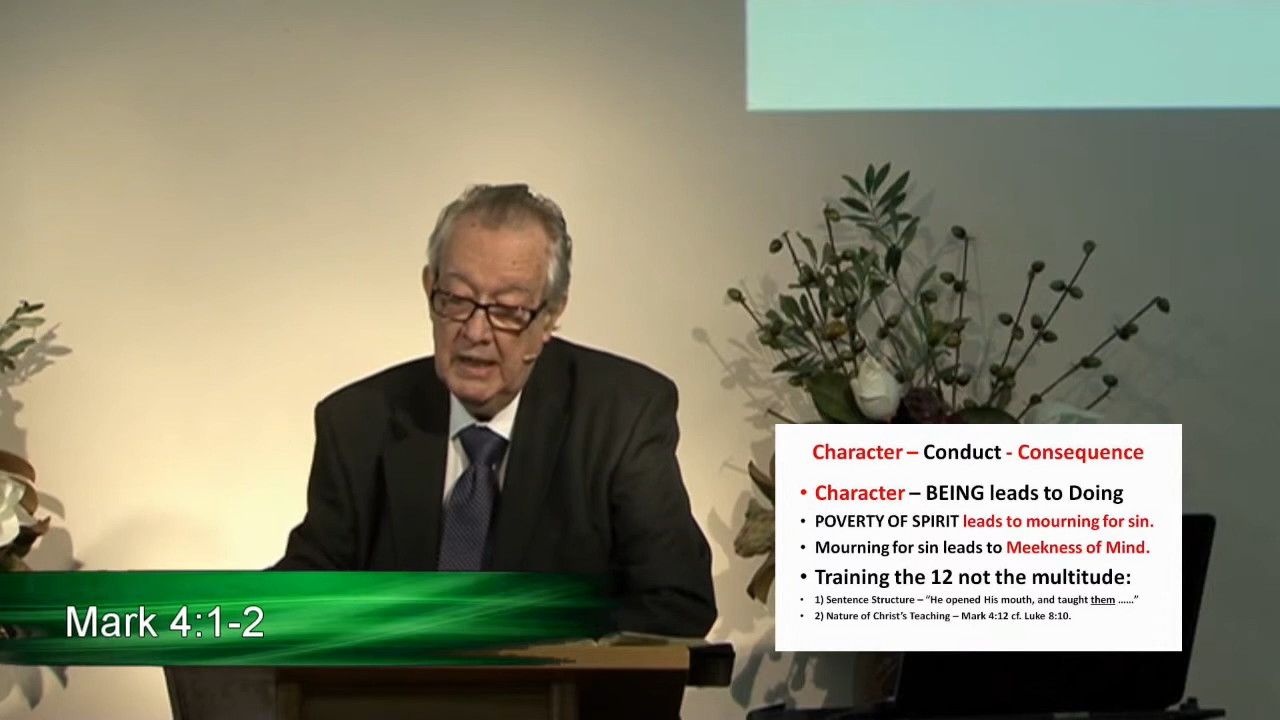 Character – Conduct - Consequence
• Character – BEING leads to Doing
• POVERTY OF SPIRIT leads to mourning for sin.
• Mourning for sin leads to Meekness of Mind.
• Training the 12 not the multitude:
• 1) Sentence Structure – “He opened His mouth, and taught them ……”
• 2) Nature of Christ’s Teaching – Mark 4:12 cf. Luke 8:10.
Mark 4:1-2